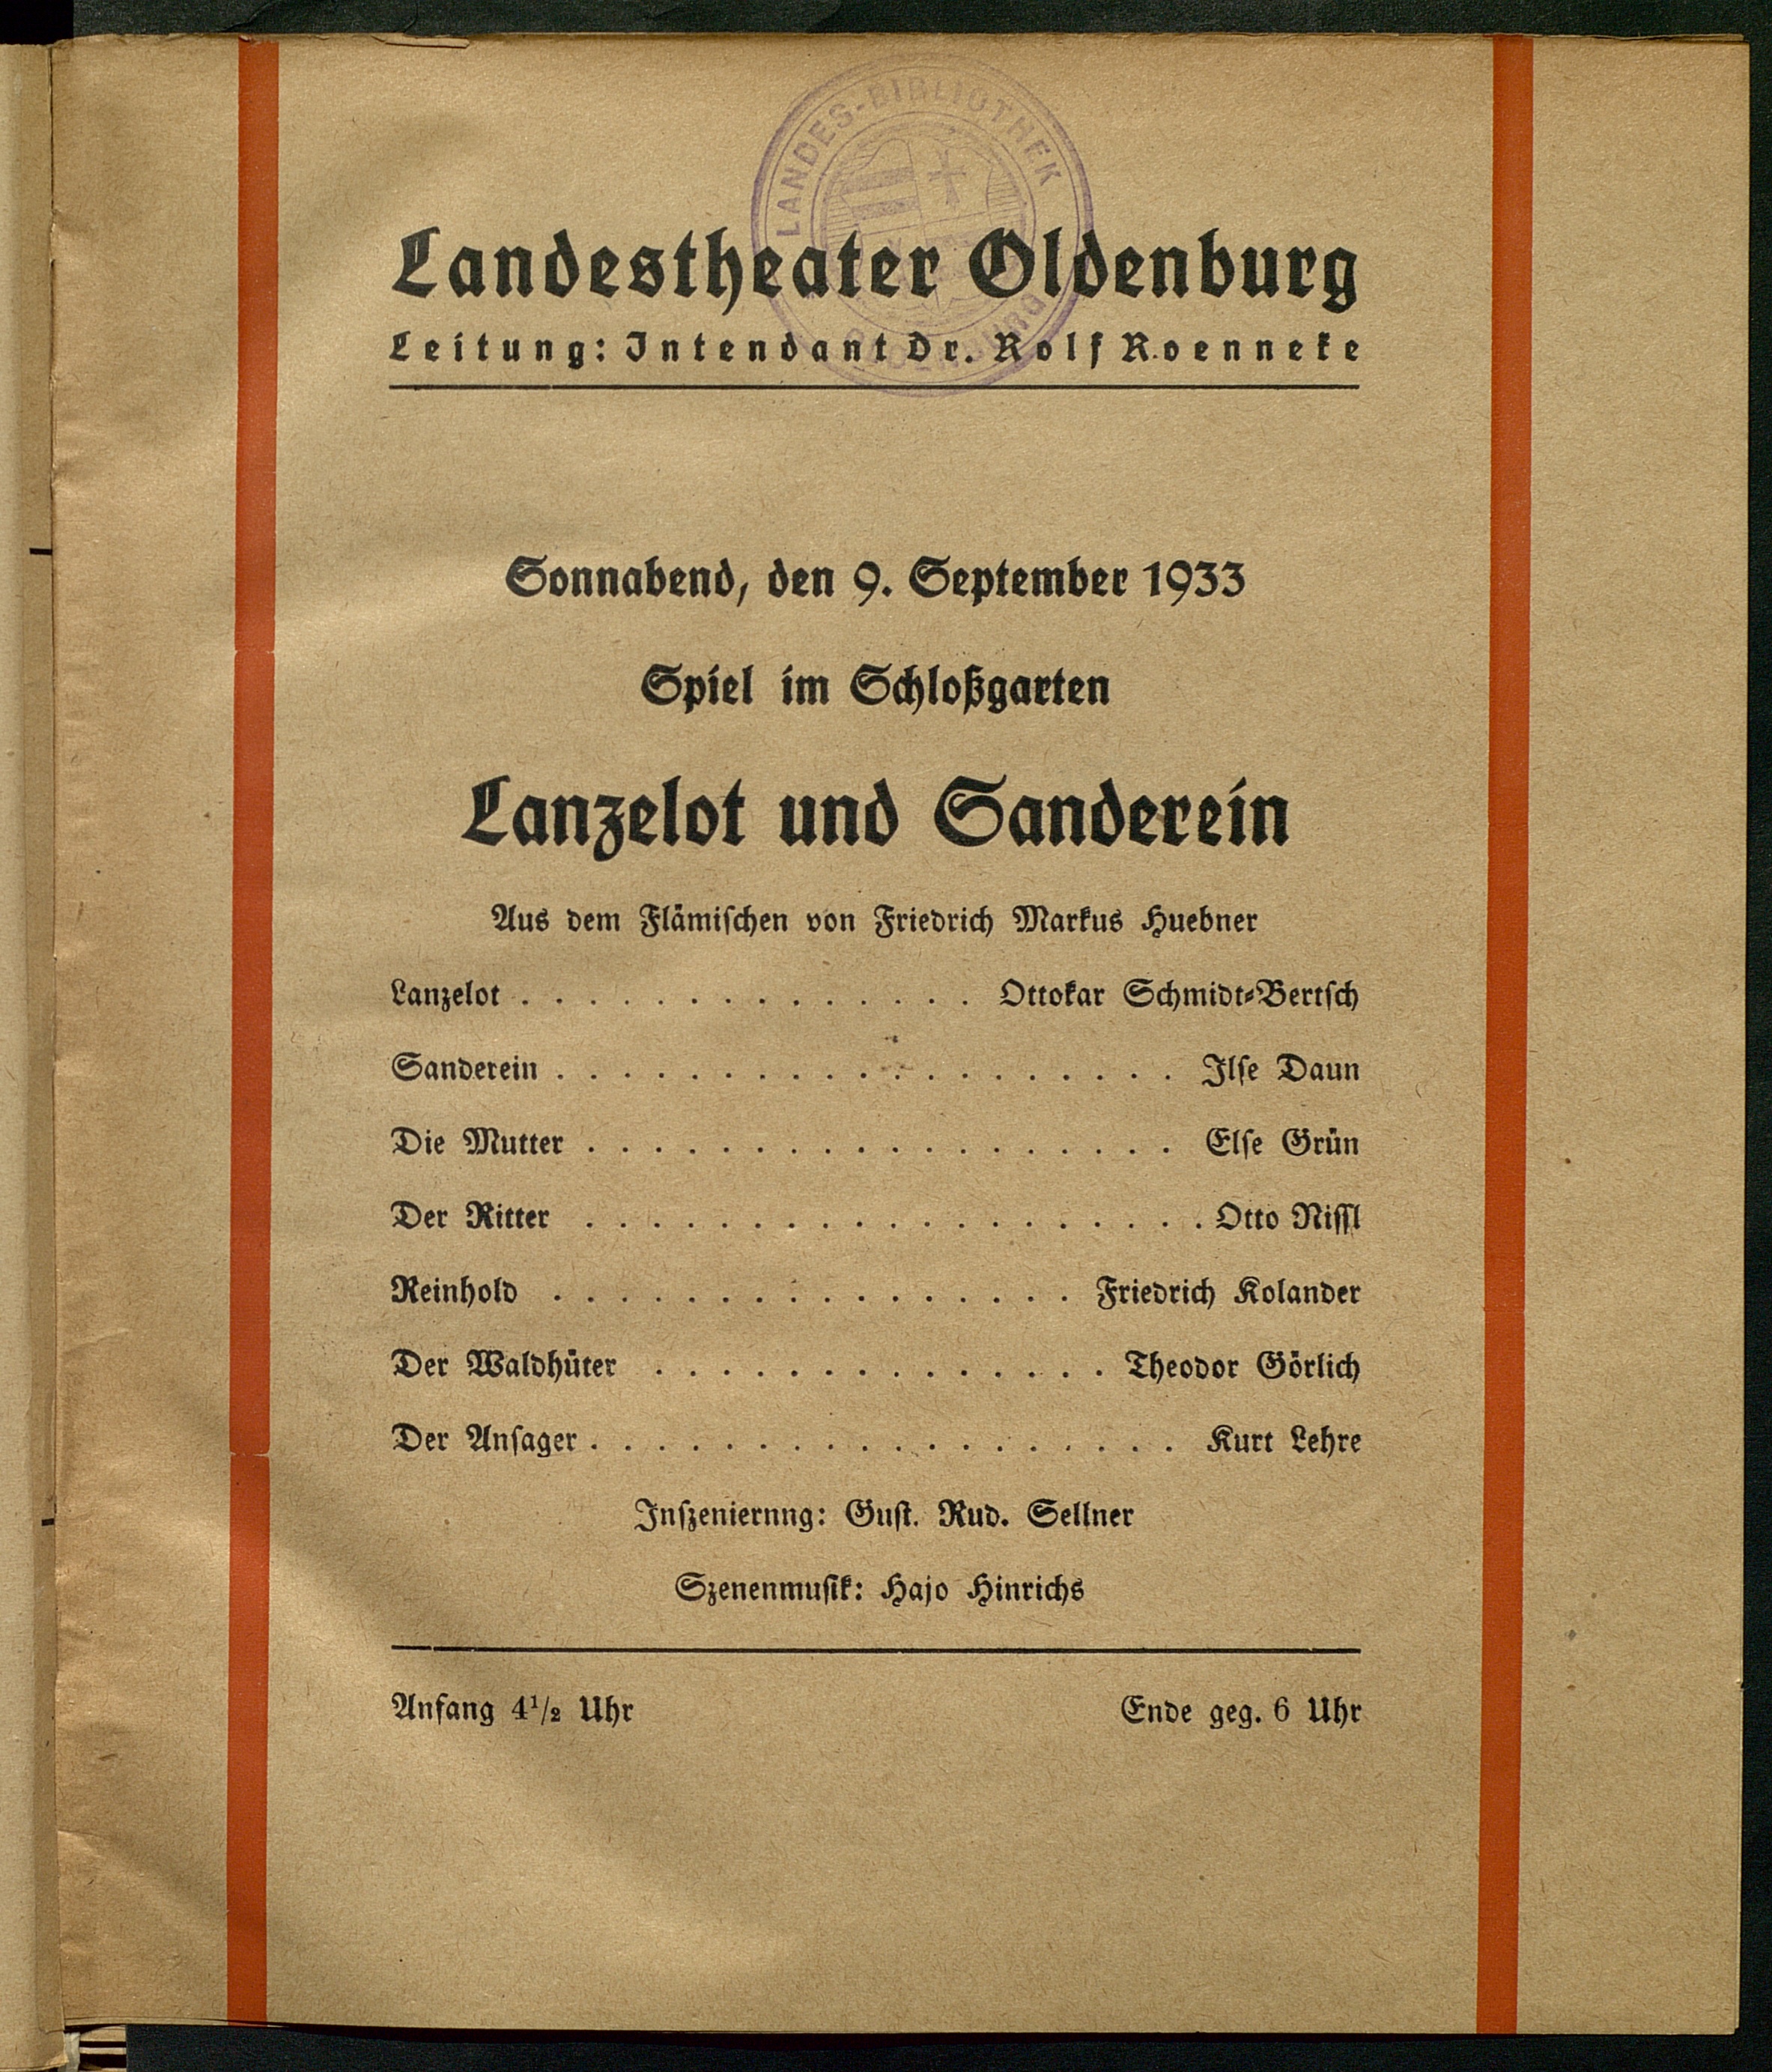 LANDES-BIBLIOTHEK
Landestheater Oldenburg
Leitung: Intendant Dr. Rolf Roenneke
Sonnabend, den 9. September 1933
Spiel im Schloßgarten
Lanzelot und Sanderein
Aus dem Flämischen von Friedrich Markus Huebner
Lanzelot . . . . . . . . . . . . . . Ottokar Schmidt-Bertsch
Sanderein . . . . . . . . . . . . . . . . . . . Ilse Daun
Die Mutter . . . . . . . . . . . . . . . . . . Else Grün
Der Ritter . . . . . . . . . . . . . . . . . . . Otto Nissl
Reinhold . . . . . . . . . . . . . . . . Friedrich Kolander
Der Waldhüter . . . . . . . . . . . . . . Theodor Görlich
Der Ansager . . . . . . . . . . . . . . . . . . Kurt Lehre
Inszeniernng: Gust. Rud. Sellner
Szenenmusik: Hajo Hinrichs
Anfang 4½ Uhr Ende geg. 6 Uhr